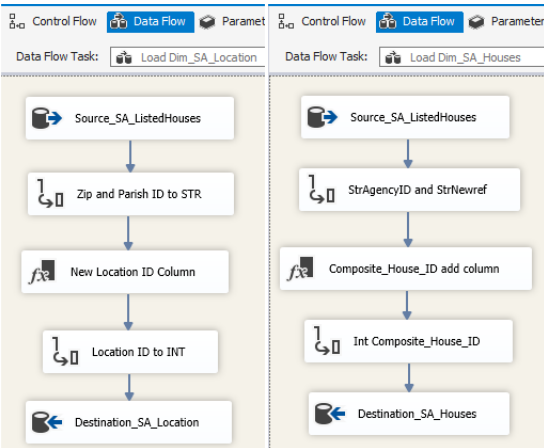 Control Flow Data Flow Paramet
Data Flow Task: Load Dim_SA_Location
Source_SA_ListedHouses
Zip and Parish ID to STR
fx New Location ID Column
Location ID to INT
Destination_SA_Location
Control Flow Data Flow Parameter
Data Flow Task: Load Dim_SA_Houses
Source_SA_ListedHouses
StrAgencyID and StrNewref
fx Composite_House_ID add column
Int Composite_House_ID
Destination_SA_Houses